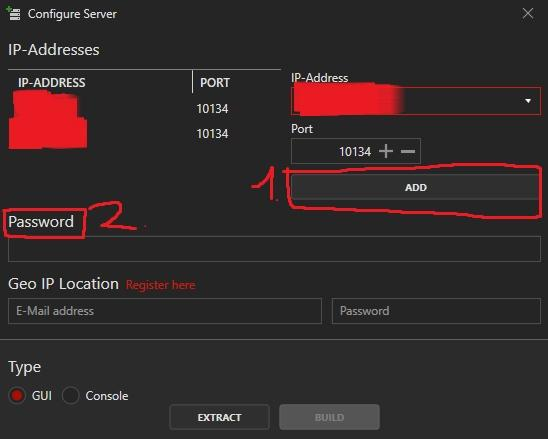 Configure Server
IP-Addresses
IP-ADDRESS PORT
10134
10134
IP-Address
Port
10134
ADD
1.
Password 2.
Geo IP Location Register here
E-Mail address Password
Type
GUI Console
EXTRACT BUILD